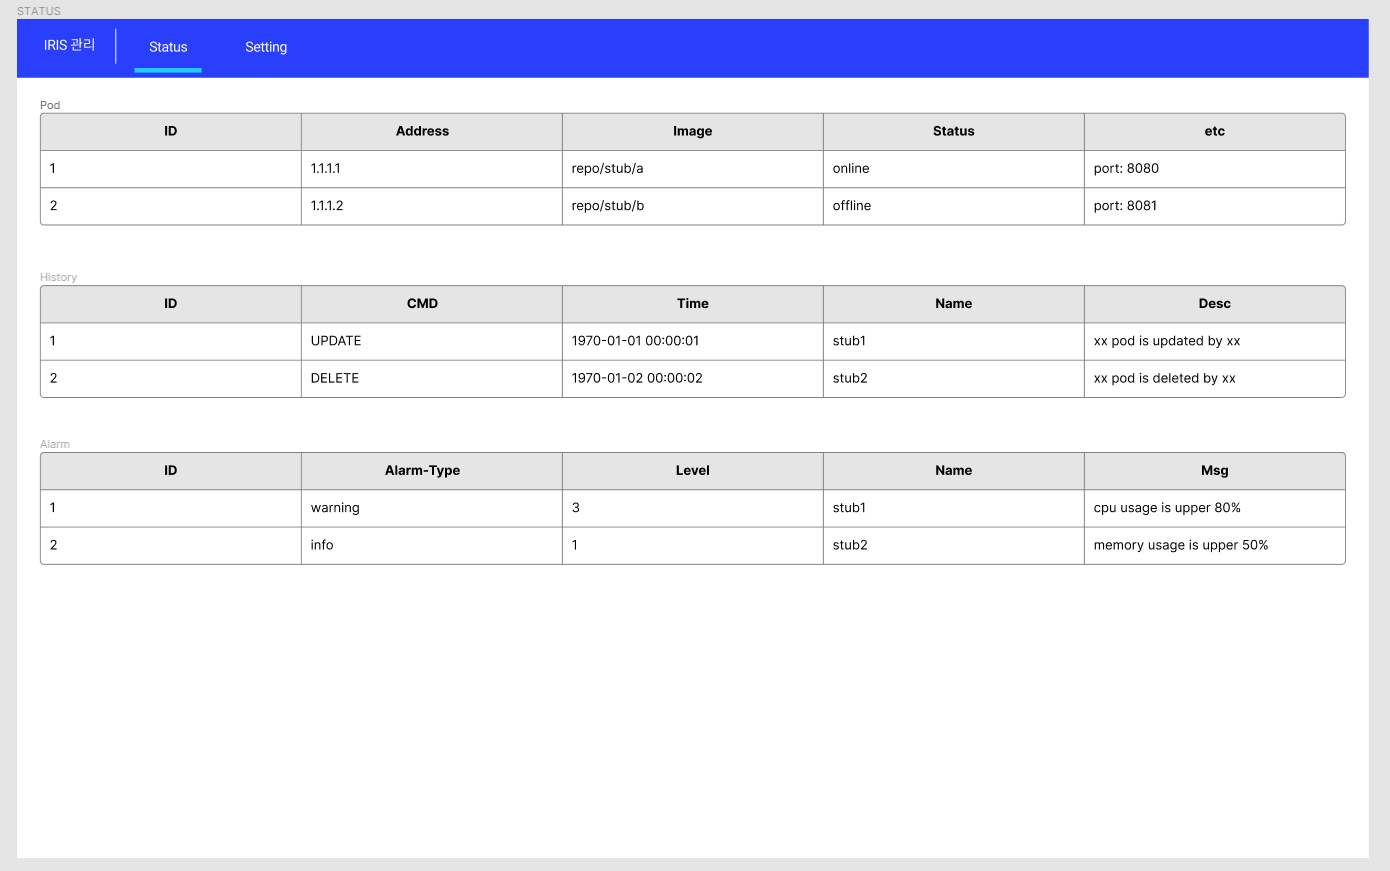 STATUS
IRIS 관리 Status Setting
Pod
ID Address Image Status etc
1 1.1.1.1 repo/stub/a online port: 8080
2 1.1.1.2 repo/stub/b offline port: 8081
History
ID CMD Time Name Desc
1 UPDATE 1970-01-01 00:00:01 stub1 xx pod is updated by xx
2 DELETE 1970-01-02 00:00:02 stub2 xx pod is deleted by xx
Alarm
ID Alarm-Type Level Name Msg
1 warning 3 stub1 cpu usage is upper 80%
2 info 1 stub2 memory usage is upper 50%